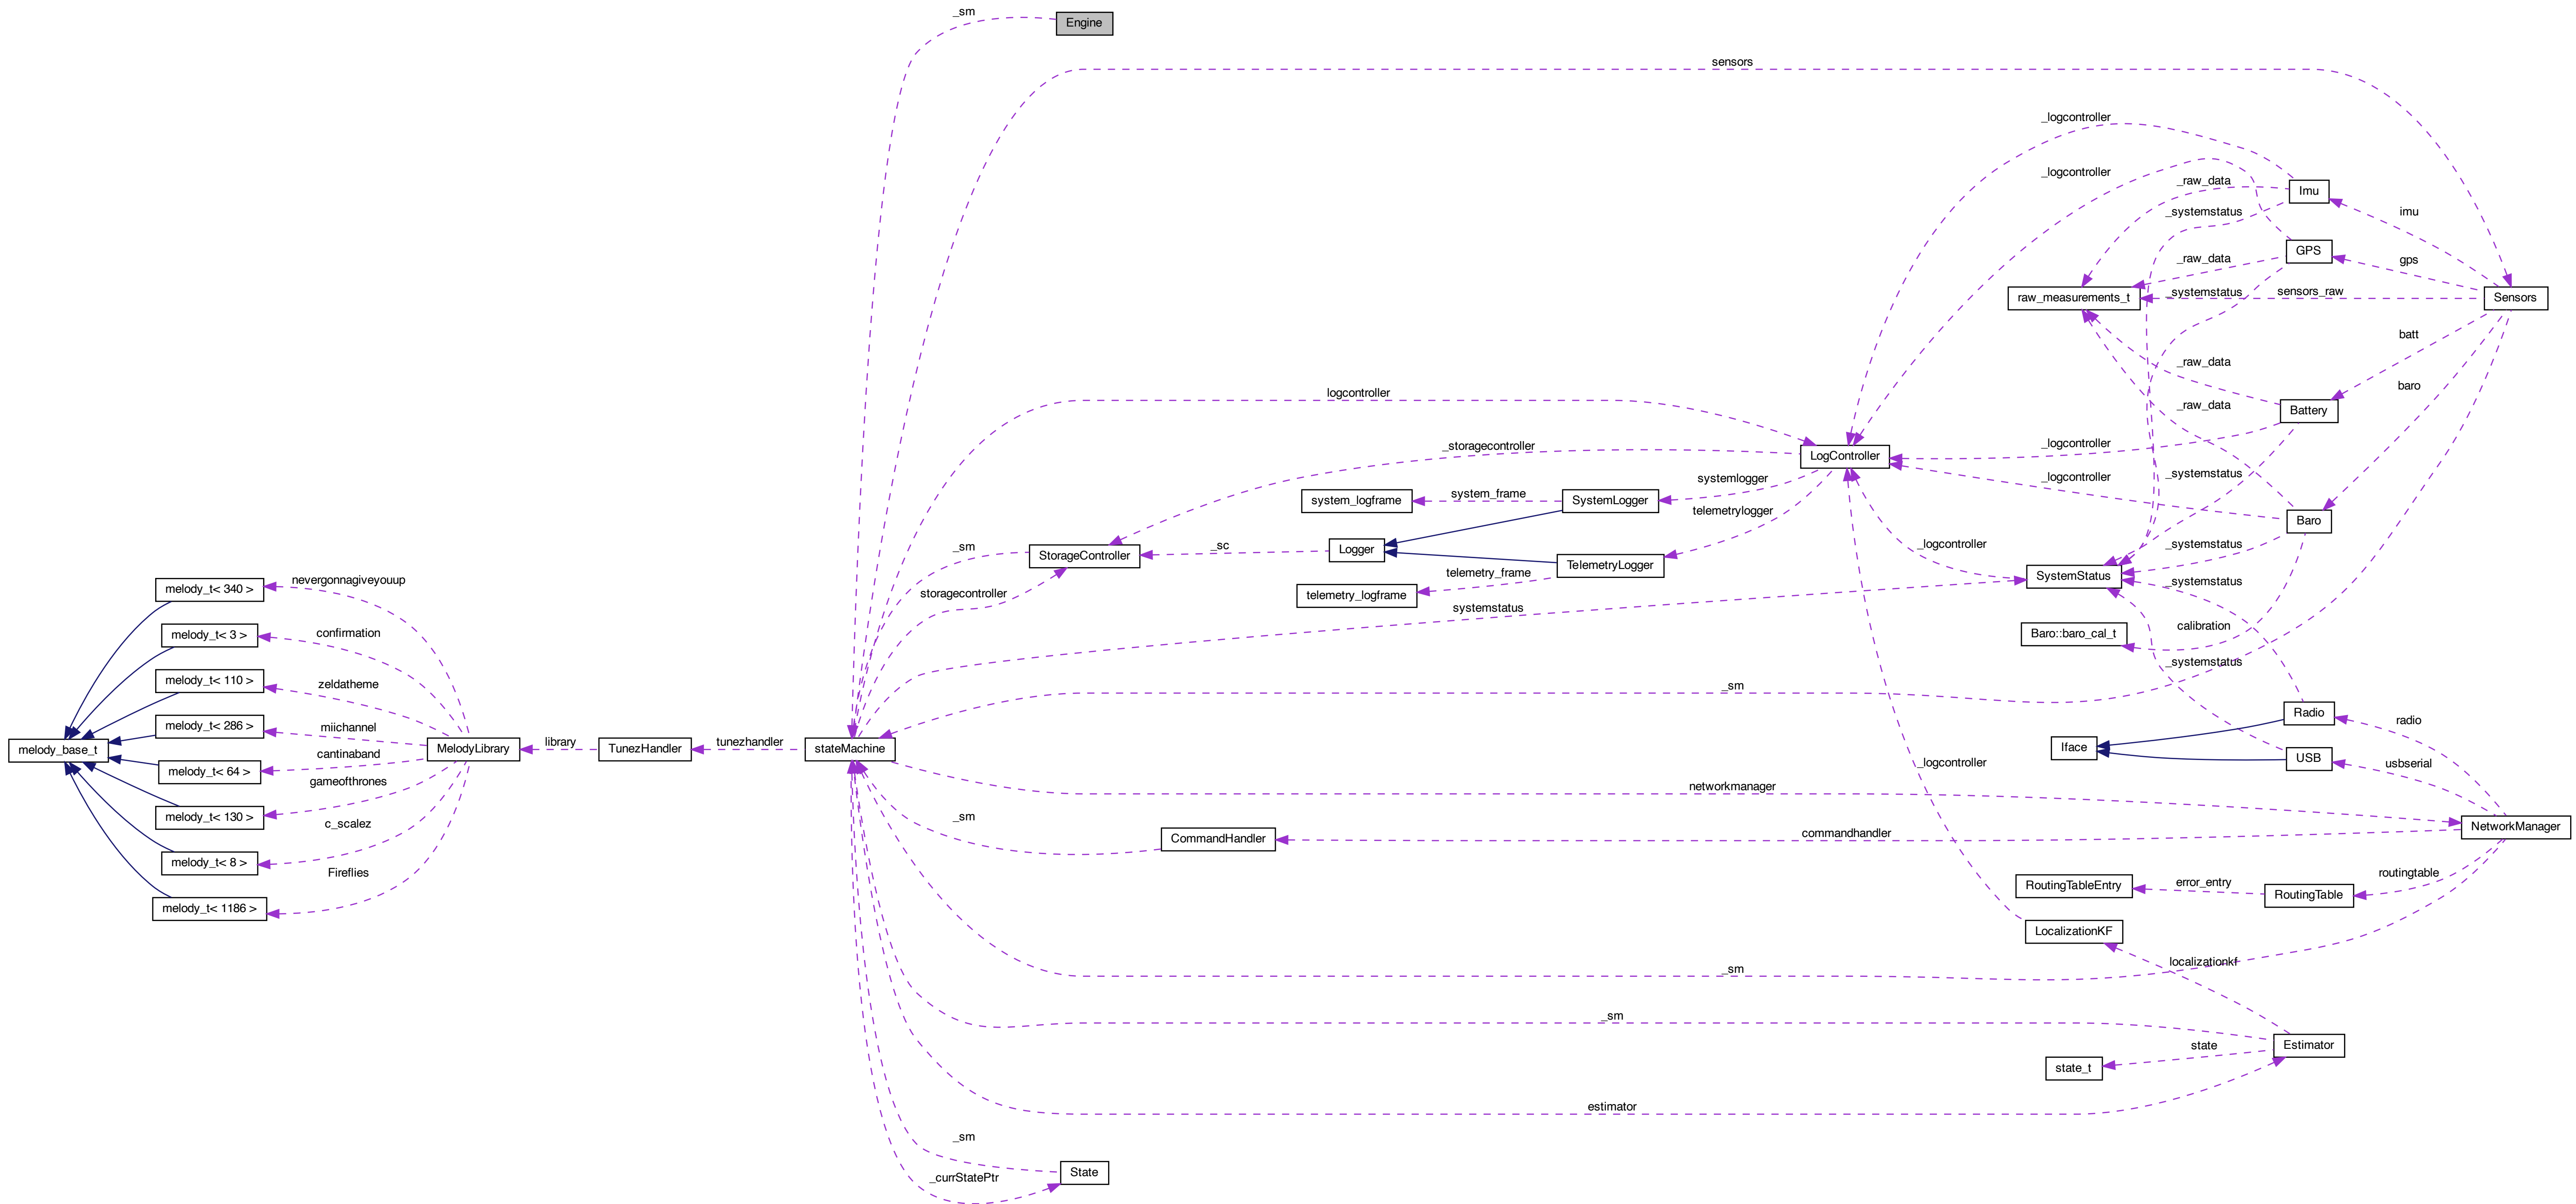 _sm
Engine
sensors
_logcontroller
_logcontroller
_raw_data
Imu
_systemstatus
imu
GPS
_raw_data
gps
raw_measurements_t
_systemstatus
sensors_raw
Sensors
batt
_raw_data
baro
logcontroller
_raw_data
Battery
_logcontroller
_storagecontroller
LogController
systemlogger
_systemstatus
_logcontroller
system_logframe
system_frame
SystemLogger
telemetrylogger
Baro
_sm
StorageController
_sc
Logger
_logcontroller
_systemstatus
TelemetryLogger
telemetry_frame
SystemStatus
nevergonnagiveyouup
melody_t< 340 >
storagecontroller
telemetry_logframe
_systemstatus
systemstatus
confirmation
melody_t< 3 >
Baro::baro_cal_t
calibration
_systemstatus
melody_t< 110 >
zeldatheme
_sm
melody_t< 286 >
miichannel
Radio
radio
melody_base_t
cantinaband
MelodyLibrary
library
TunezHandler
tunezhandler
stateMachine
Iface
USB
usbserial
_logcontroller
melody_t< 64 >
gameofthrones
networkmanager
melody_t< 130 >
c_scalez
_sm
CommandHandler
commandhandler
NetworkManager
melody_t< 8 >
Fireflies
RoutingTableEntry
error_entry
RoutingTable
routingtable
melody_t< 1186 >
LocalizationKF
_sm
localizationkf
_sm
state
Estimator
state_t
estimator
_sm
State
_currStatePtr